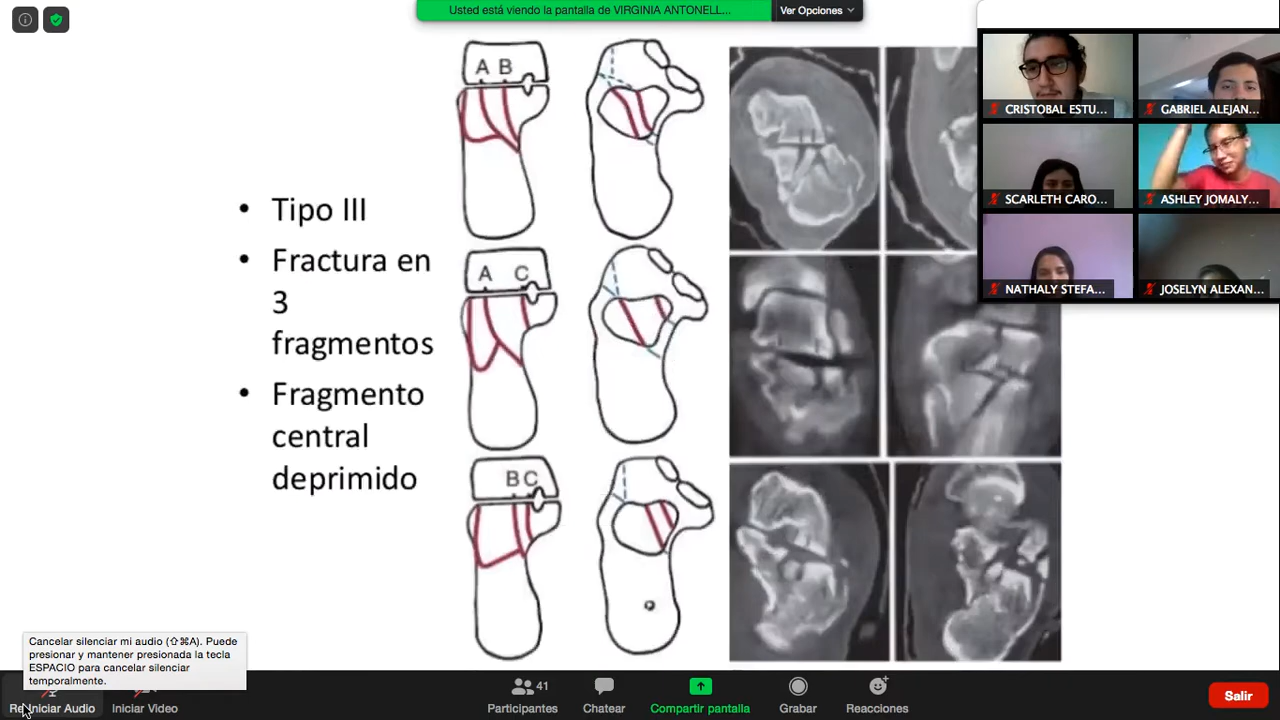 Usted está viendo la pantalla de VIRGINIA ANTONELL...
Ver Opciones
CRISTOBAL ESTU...
GABRIEL ALEJAN...
SCARLETH CARO...
ASHLEY JOMALY...
NATHALY STEFA...
JOSELYN ALEXAN...
• Tipo III
• Fractura en
3
fragmentos
• Fragmento
central
deprimido
A B
A C
B C
Cancelar silenciar mi audio (⇧⌘A). Puede
presionar y mantener presionada la tecla
ESPACIO para cancelar silenciar
temporalmente.
Iniciar Audio
Iniciar Video
41
Participantes
Chatear
Compartir pantalla
Grabar
Reacciones
Salir